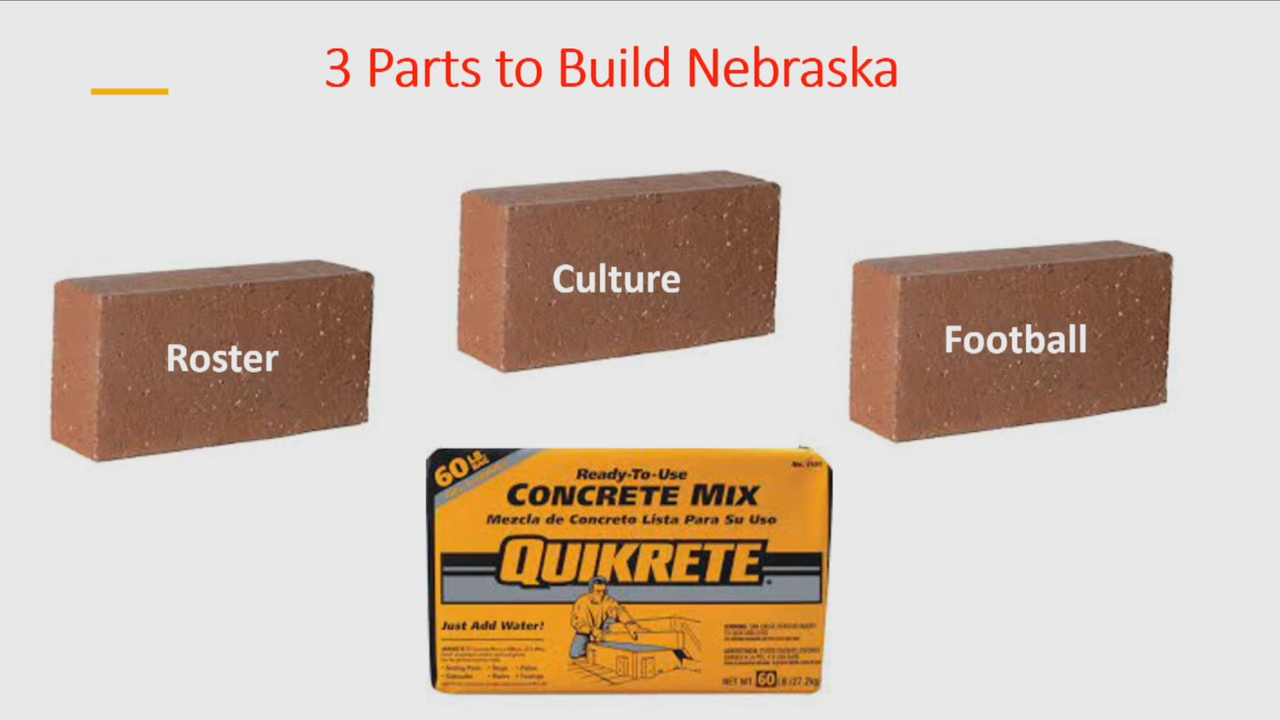 3 Parts to Build Nebraska
Culture
Roster
Football
60 LB.
BAG
Ready-To-Use
CONCRETE MIX
Mezcla de Concreto Lista Para Su Uso
QUIKRETE
Just Add Water!
NET WT. 60 LB (27.2kg